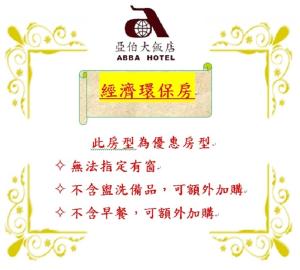 亞伯大飯店
ABBA HOTEL
經濟環保房
此房型為優惠房型
無法指定有窗
不含盥洗備品，可額外加購
不含早餐，可額外加購